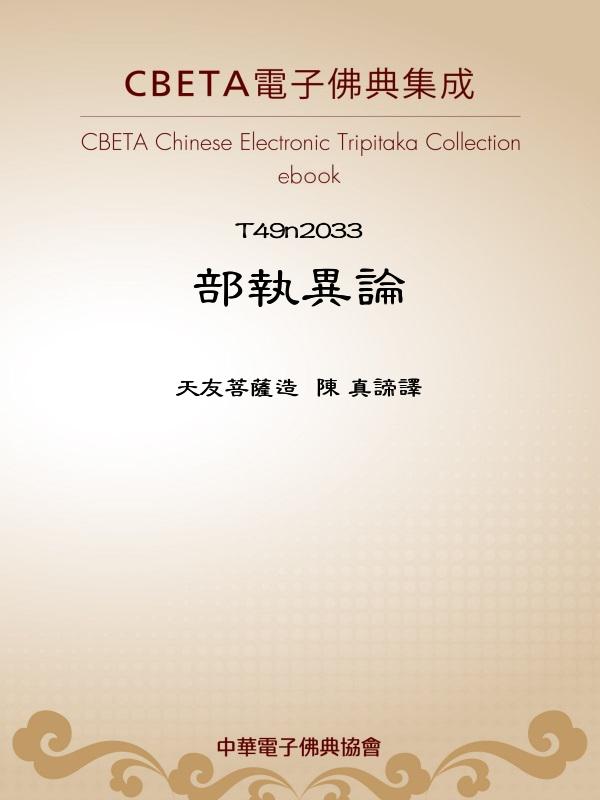 CBETA電子佛典集成
CBETA Chinese Electronic Tripitaka Collection
ebook
T49n2033
部執異論
天友菩薩造 陳 真諦譯
中華電子佛典協會